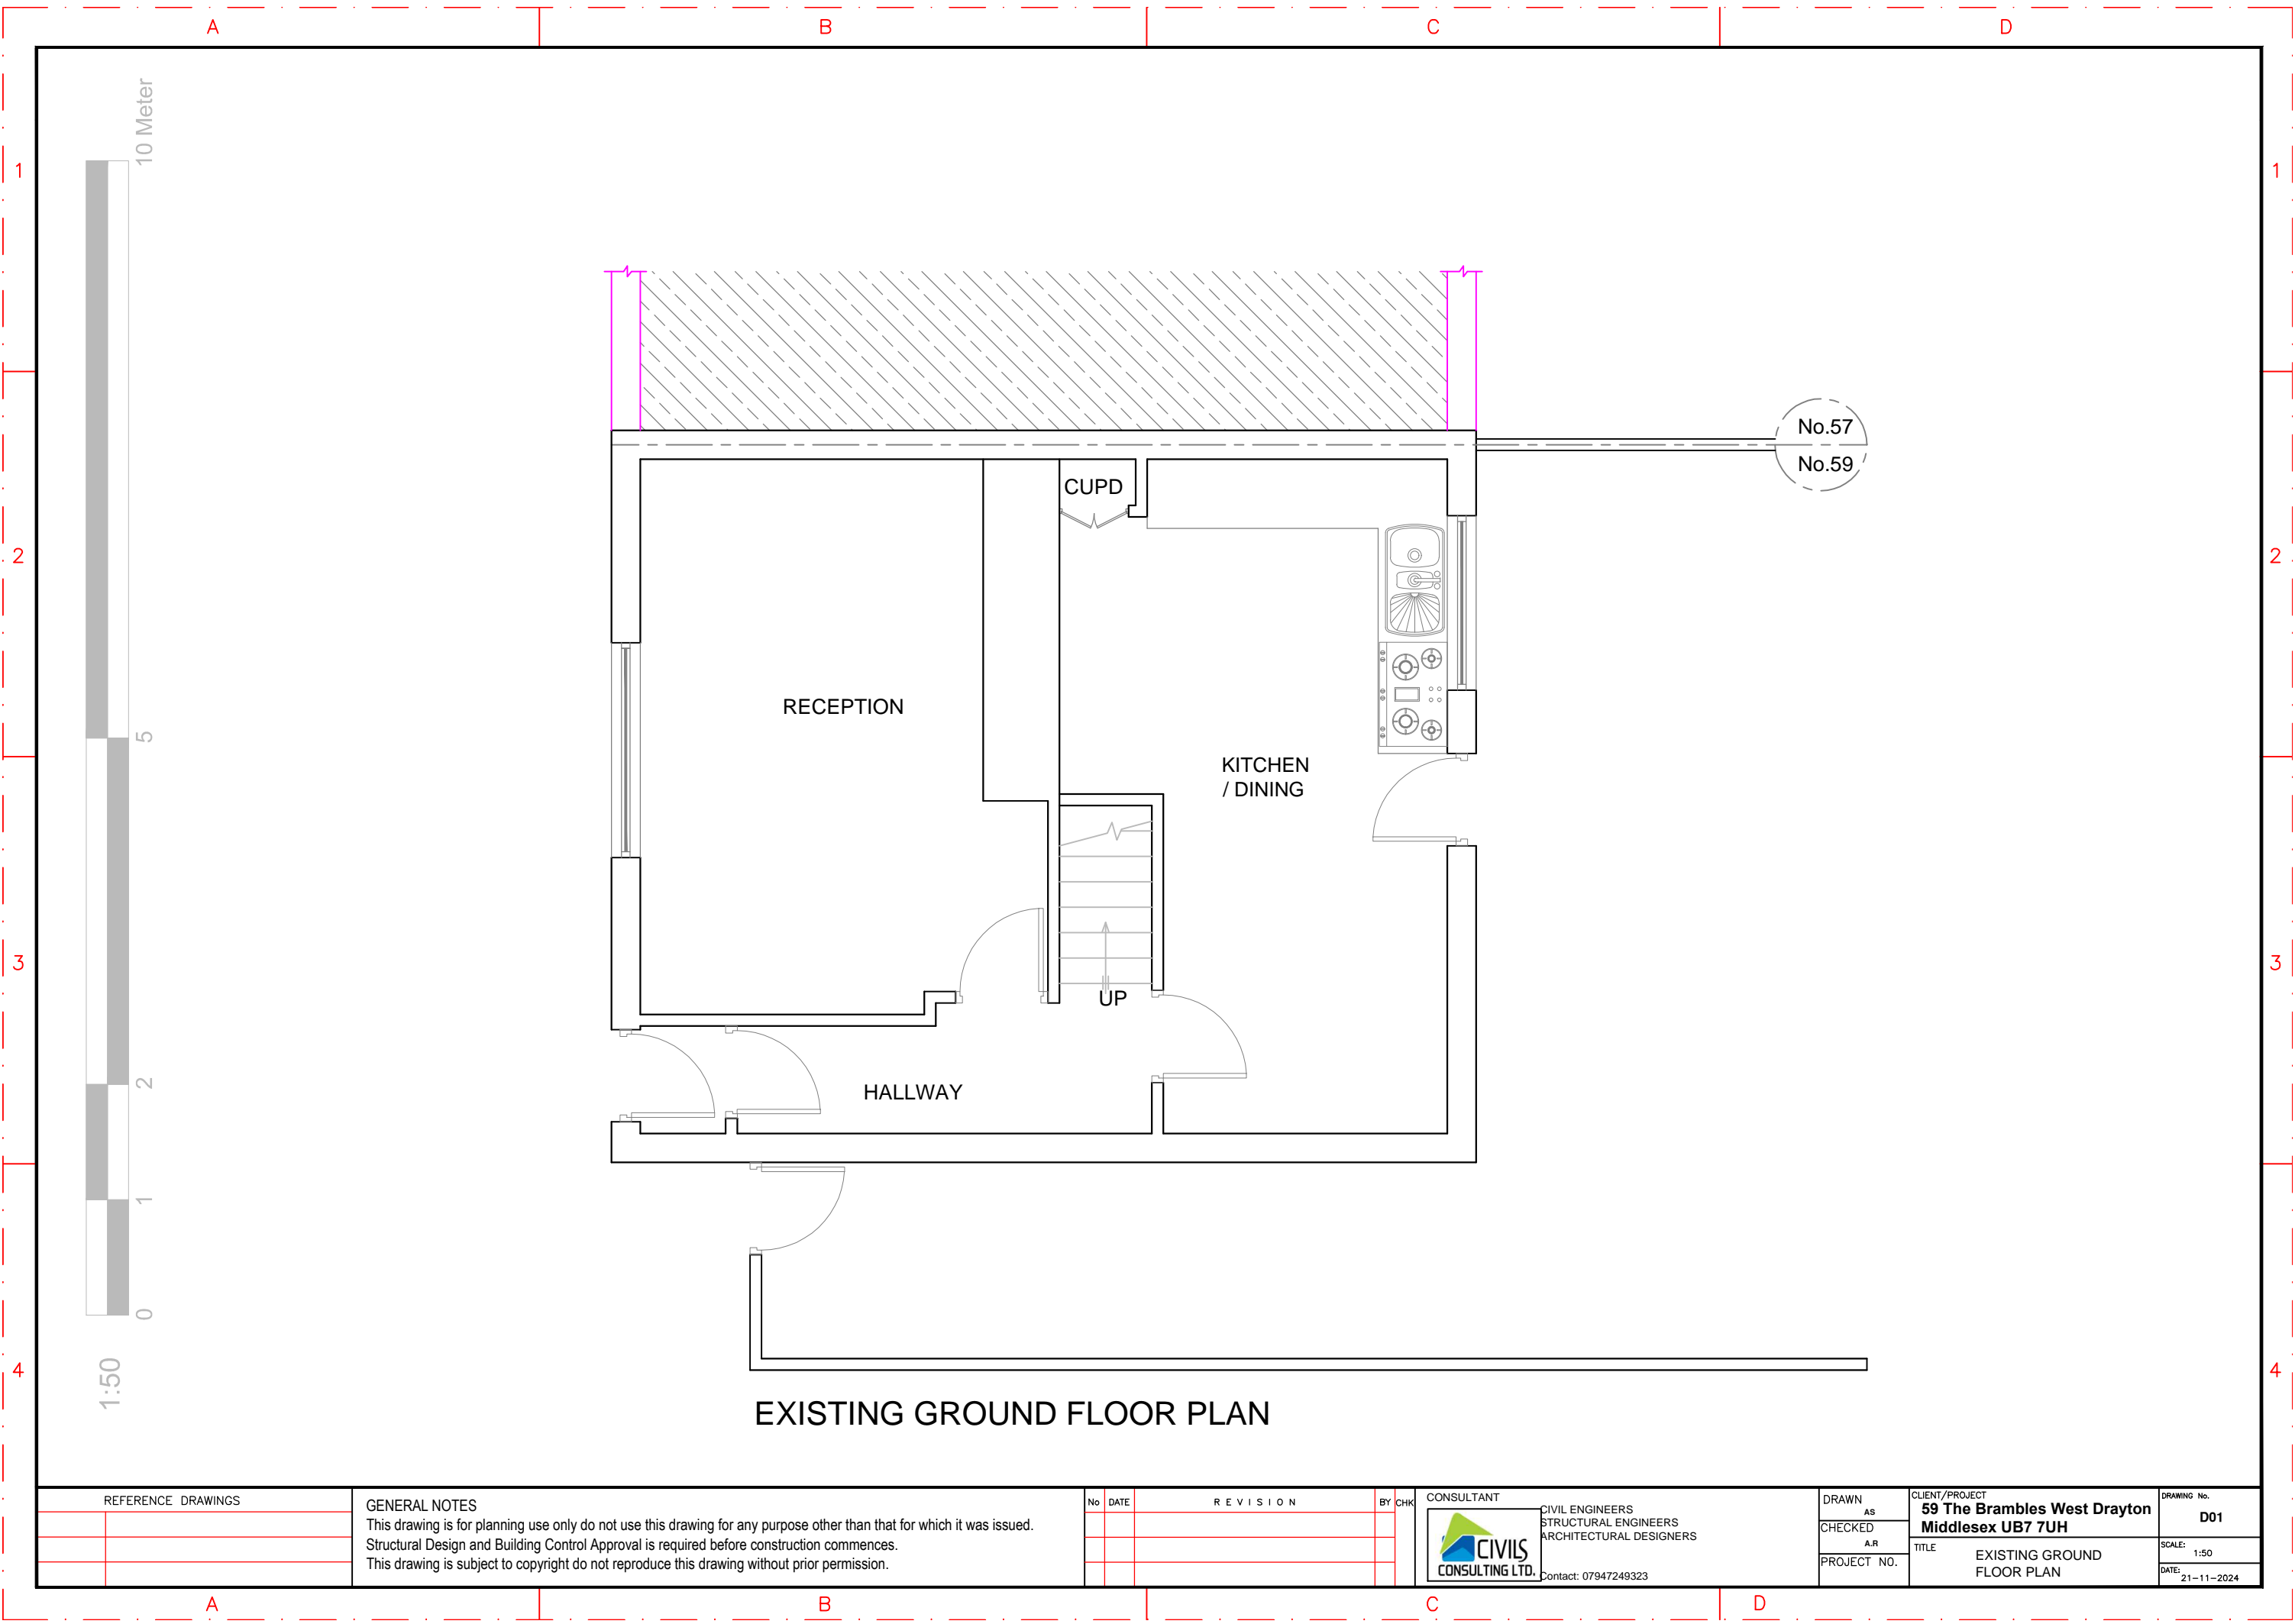 A
B
C
D
1
1
2
2
3
3
4
4
10 Meter
5
2
1
0
1:50
No.57
No.59
CUPD
RECEPTION
KITCHEN
/ DINING
UP
HALLWAY
EXISTING GROUND FLOOR PLAN
REFERENCE DRAWINGS
GENERAL NOTES
This drawing is for planning use only do not use this drawing for any purpose other than that for which it was issued.
Structural Design and Building Control Approval is required before construction commences.
This drawing is subject to copyright do not reproduce this drawing without prior permission.
No DATE REVISION BY CHK
CONSULTANT
CIVILS
CONSULTING LTD.
CIVIL ENGINEERS
STRUCTURAL ENGINEERS
ARCHITECTURAL DESIGNERS
Contact: 07947249323
DRAWN
AS
CHECKED
A.R
PROJECT NO.
CLIENT/PROJECT
59 The Brambles West Drayton
Middlesex UB7 7UH
TITLE
EXISTING GROUND
FLOOR PLAN
DRAWING No.
D01
SCALE:
1:50
DATE:
21-11-2024
A
B
C
D